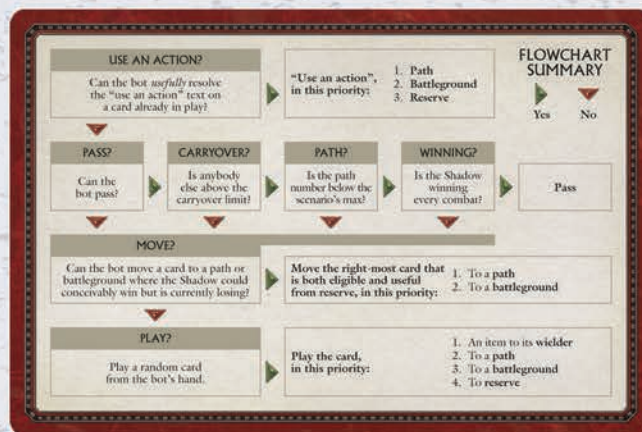 USE AN ACTION?
Can the bot usefully resolve
the "use an action" text on
a card already in play?
"Use an action",
in this priority:
1. Path
2. Battleground
3. Reserve
FLOWCHART
SUMMARY
Yes
No
PASS?
Can the
bot pass?
CARRYOVER?
Is anybody
else above the
carryover limit?
PATH?
Is the path
number below the
scenario's max?
WINNING?
Is the Shadow
winning
every combat?
Pass
MOVE?
Can the bot move a card to a path or
battleground where the Shadow could
conceivably win but is currently losing?
Move the right-most card that
is both eligible and useful
from reserve, in this priority:
1. To a path
2. To a battleground
PLAY?
Play a random card
from the bot's hand.
Play the card,
in this priority:
1. An item to its wielder
2. To a path
3. To a battleground
4. To reserve